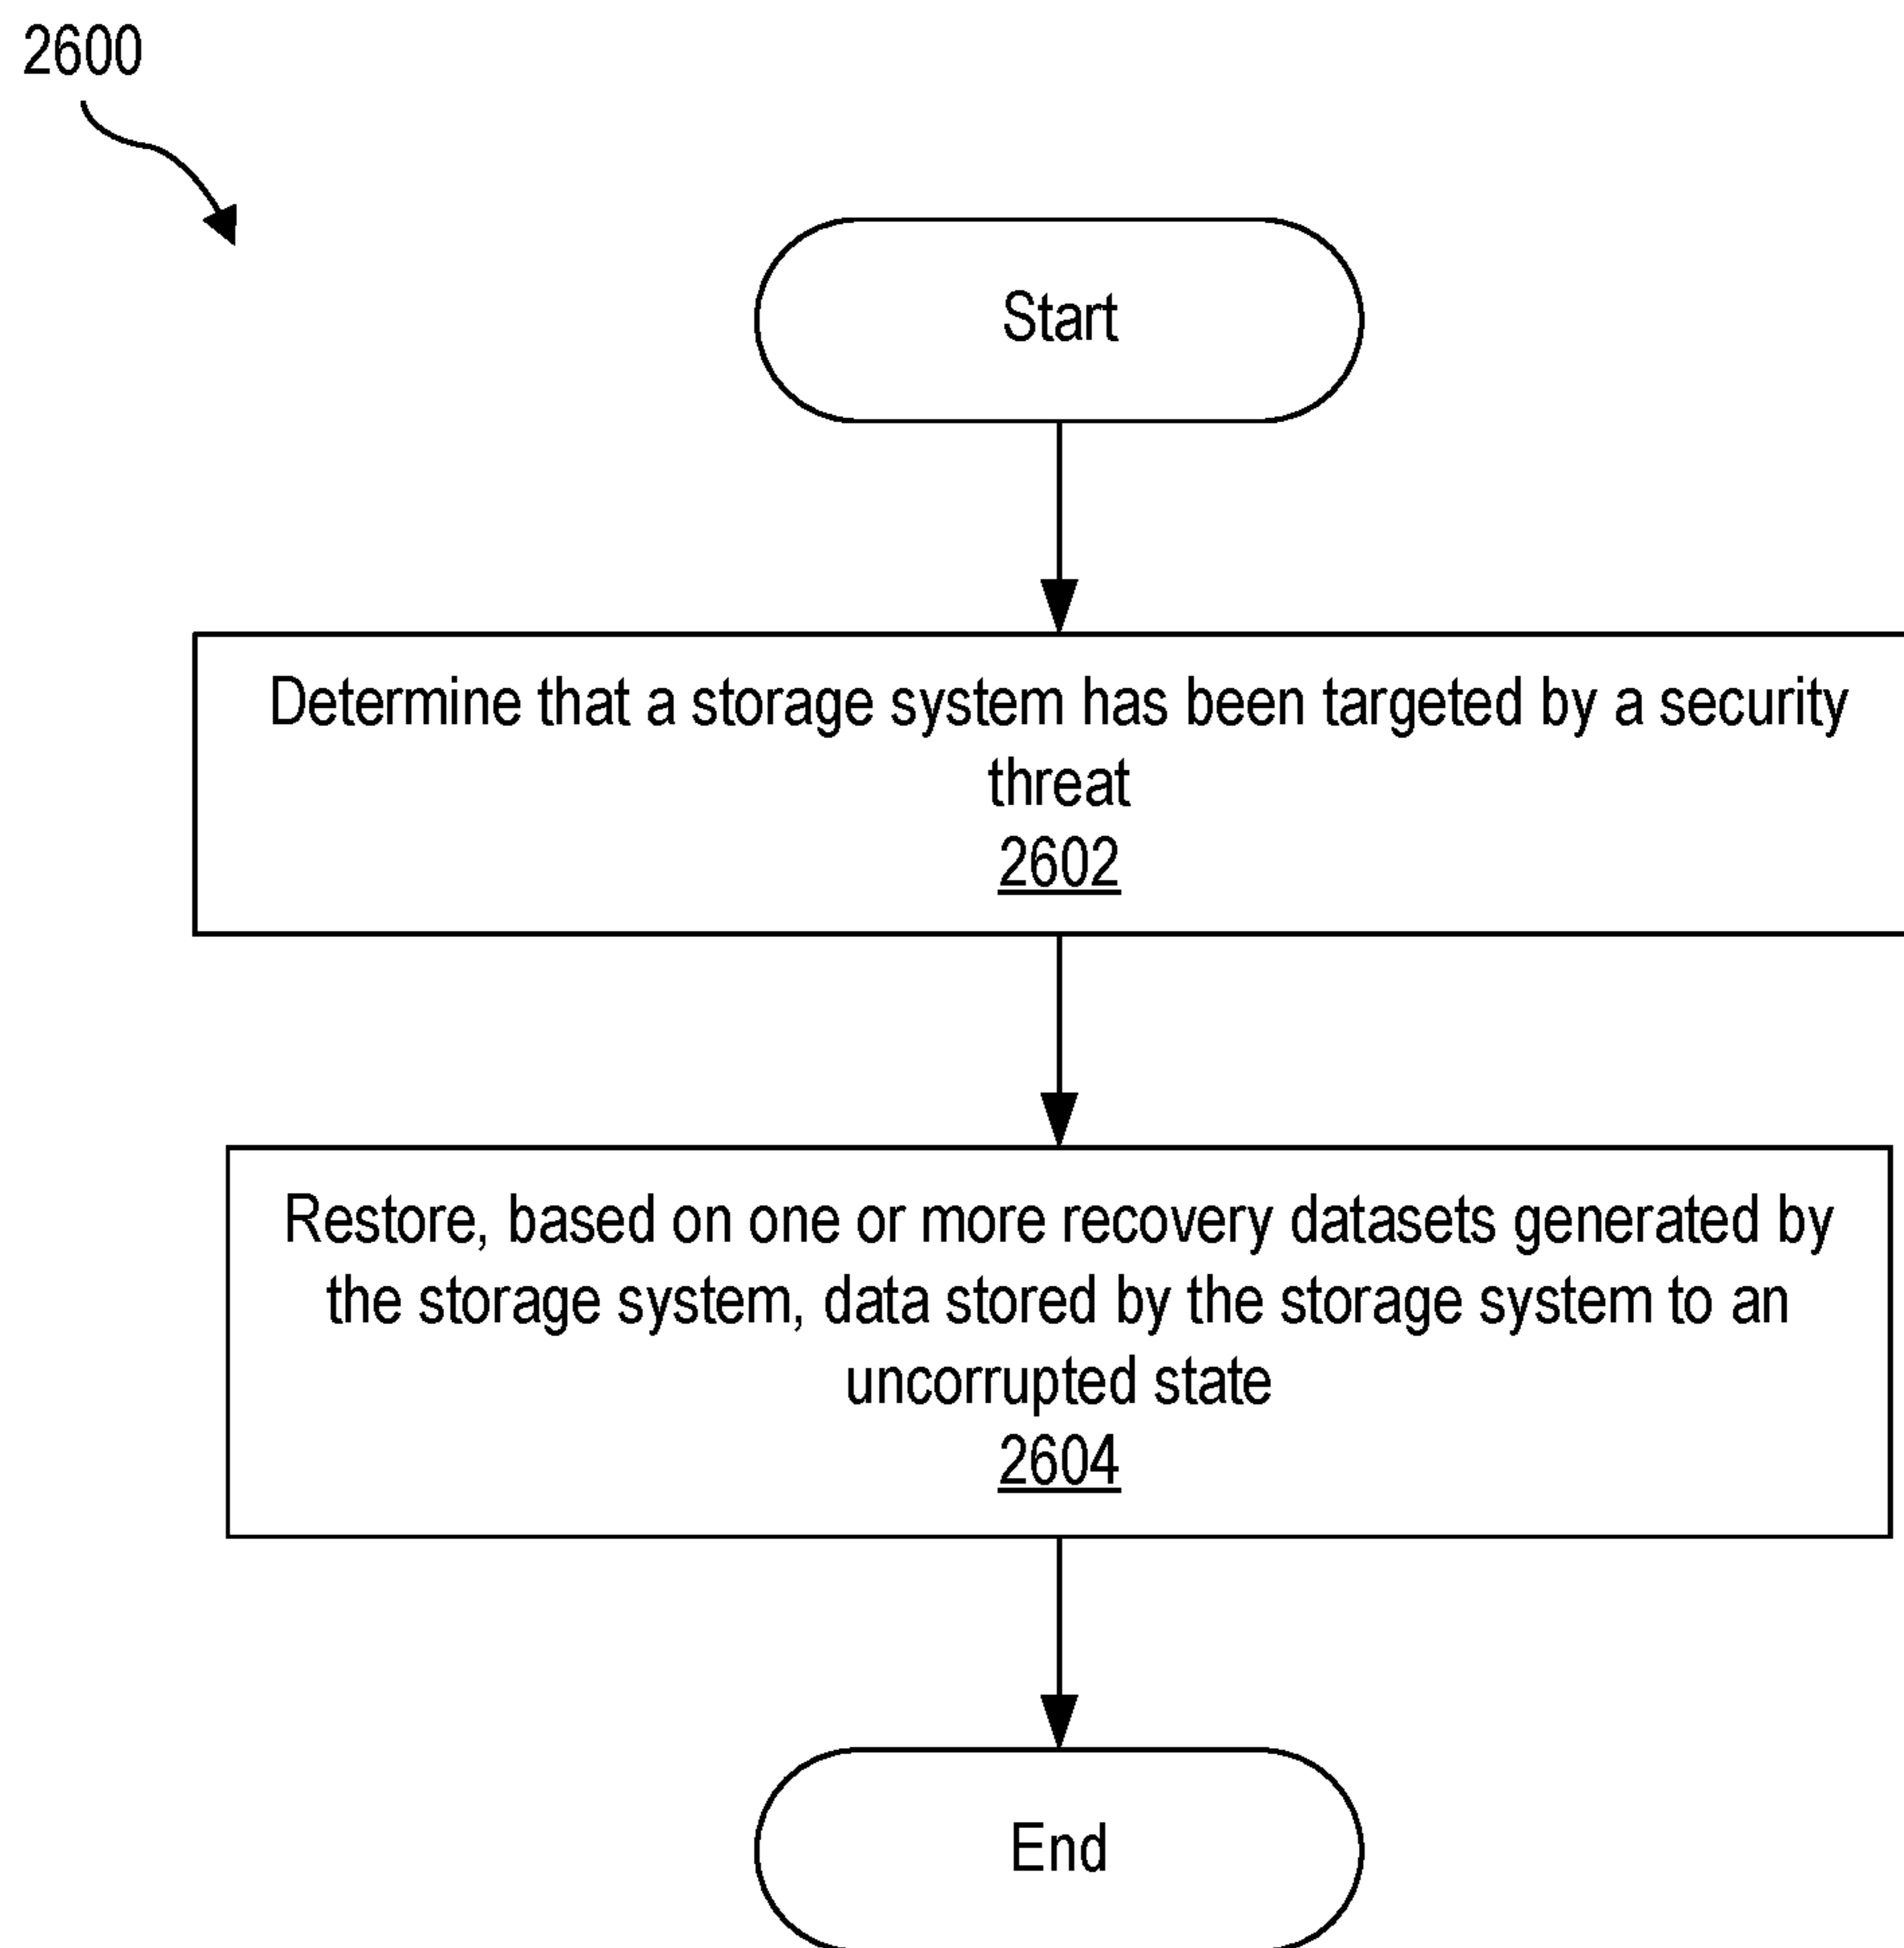 2600
Start
Determine that a storage system has been targeted by a security
threat
2602
Restore, based on one or more recovery datasets generated by
the storage system, data stored by the storage system to an
uncorrupted state
2604
End